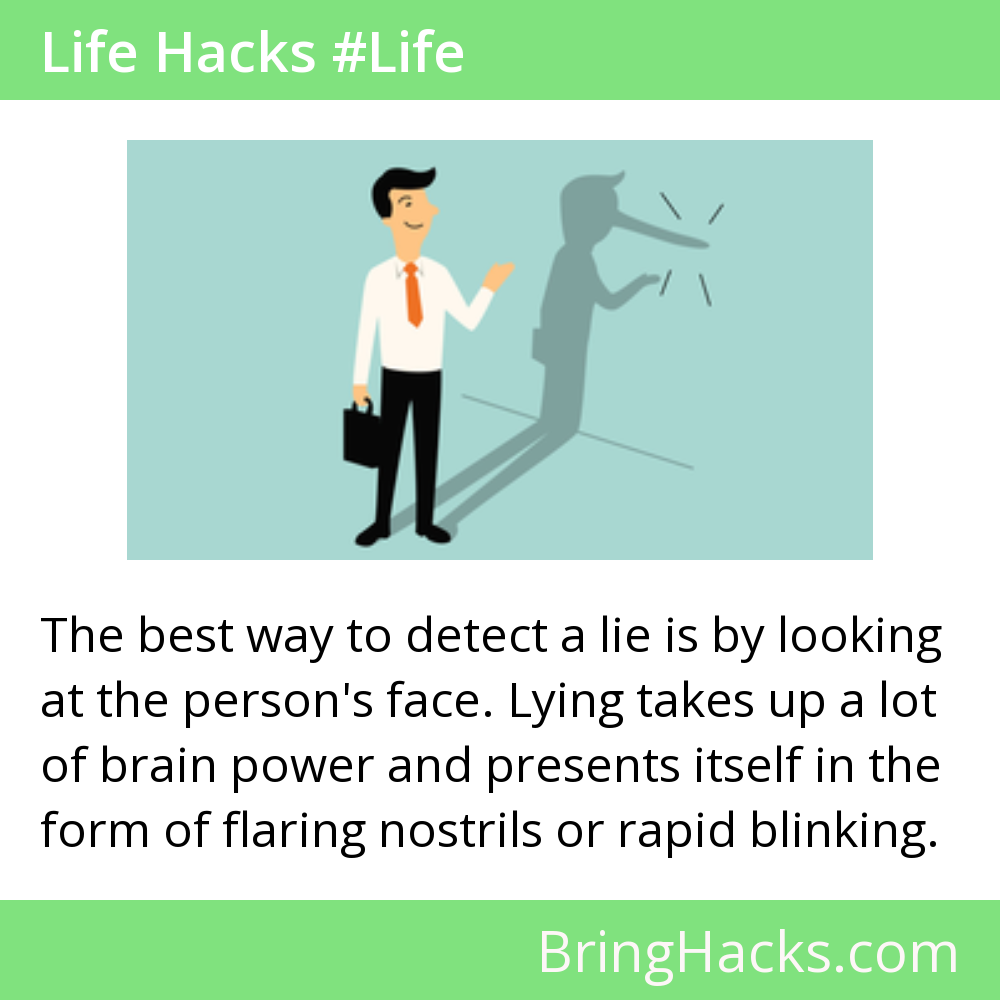 Life Hacks #Life
The best way to detect a lie is by looking
at the person's face. Lying takes up a lot
of brain power and presents itself in the
form of flaring nostrils or rapid blinking.
BringHacks.com